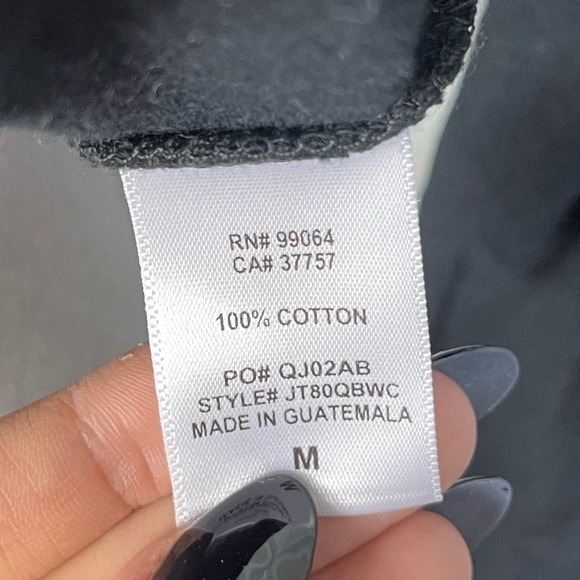 RN# 99064
CA# 37757
100% COTTON
PO# QJ02AB
STYLE# JT80QBWC
MADE IN GUATEMALA
M